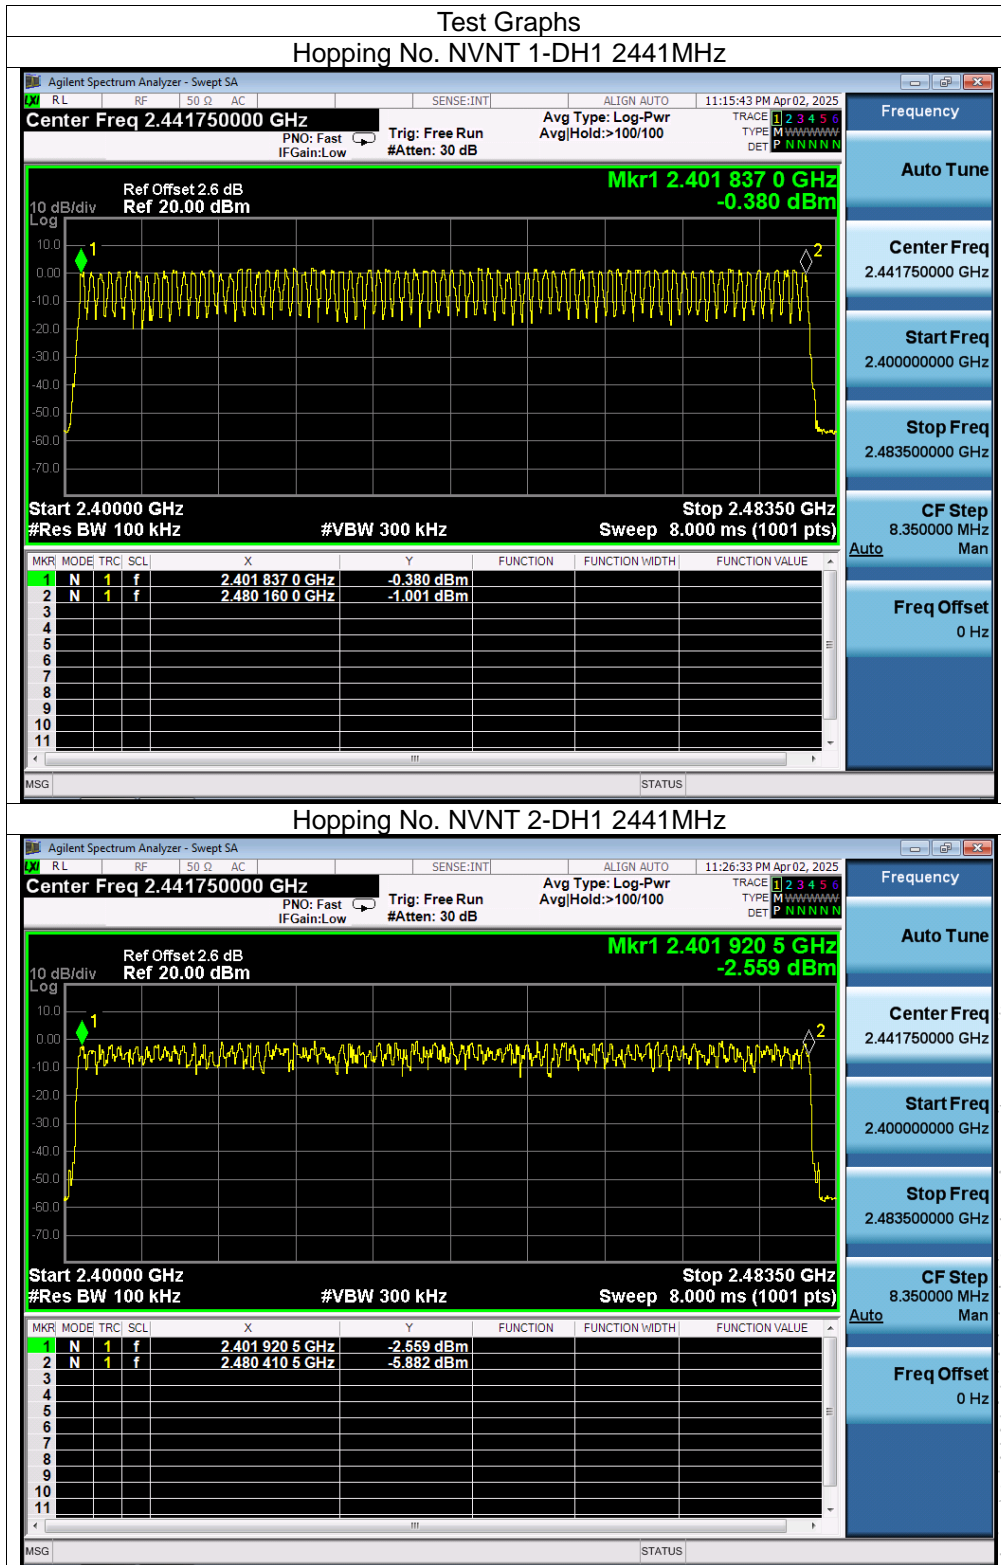 Test Graphs
Hopping No. NVNT 1-DH1 2441MHz
Agilent Spectrum Analyzer - Swept SA
LXI RL RF 50 Ω AC SENSE:INT ALIGN AUTO 11:15:43 PM Apr 02, 2025
Center Freq 2.441750000 GHz Avg Type: Log-Pwr TRACE 1 2 3 4 5 6
PNO: Fast Trig: Free Run Avg|Hold:>100/100 TYPE M WWWWW
IFGain:Low #Atten: 30 dB DET P N N N N N
Mkr1 2.401 837 0 GHz
-0.380 dBm
Ref Offset 2.6 dB
10 dB/div Ref 20.00 dBm
Log
10.0
0.00
-10.0
-20.0
-30.0
-40.0
-50.0
-60.0
-70.0
1
2
Start 2.40000 GHz Stop 2.48350 GHz
#Res BW 100 kHz #VBW 300 kHz Sweep 8.000 ms (1001 pts)
MKR MODE TRC SCL X Y FUNCTION FUNCTION WIDTH FUNCTION VALUE
1 N 1 f 2.401 837 0 GHz -0.380 dBm
2 N 1 f 2.480 160 0 GHz -1.001 dBm
3
4
5
6
7
8
9
10
11
MSG STATUS
Frequency
Auto Tune
Center Freq
2.441750000 GHz
Start Freq
2.400000000 GHz
Stop Freq
2.483500000 GHz
CF Step
8.350000 MHz
Auto Man
Freq Offset
0 Hz
Hopping No. NVNT 2-DH1 2441MHz
Agilent Spectrum Analyzer - Swept SA
LXI RL RF 50 Ω AC SENSE:INT ALIGN AUTO 11:26:33 PM Apr 02, 2025
Center Freq 2.441750000 GHz Avg Type: Log-Pwr TRACE 1 2 3 4 5 6
PNO: Fast Trig: Free Run Avg|Hold:>100/100 TYPE M WWWWW
IFGain:Low #Atten: 30 dB DET P N N N N N
Mkr1 2.401 920 5 GHz
-2.559 dBm
Ref Offset 2.6 dB
10 dB/div Ref 20.00 dBm
Log
10.0
0.00
-10.0
-20.0
-30.0
-40.0
-50.0
-60.0
-70.0
1
2
Start 2.40000 GHz Stop 2.48350 GHz
#Res BW 100 kHz #VBW 300 kHz Sweep 8.000 ms (1001 pts)
MKR MODE TRC SCL X Y FUNCTION FUNCTION WIDTH FUNCTION VALUE
1 N 1 f 2.401 920 5 GHz -2.559 dBm
2 N 1 f 2.480 410 5 GHz -5.882 dBm
3
4
5
6
7
8
9
10
11
MSG STATUS
Frequency
Auto Tune
Center Freq
2.441750000 GHz
Start Freq
2.400000000 GHz
Stop Freq
2.483500000 GHz
CF Step
8.350000 MHz
Auto Man
Freq Offset
0 Hz